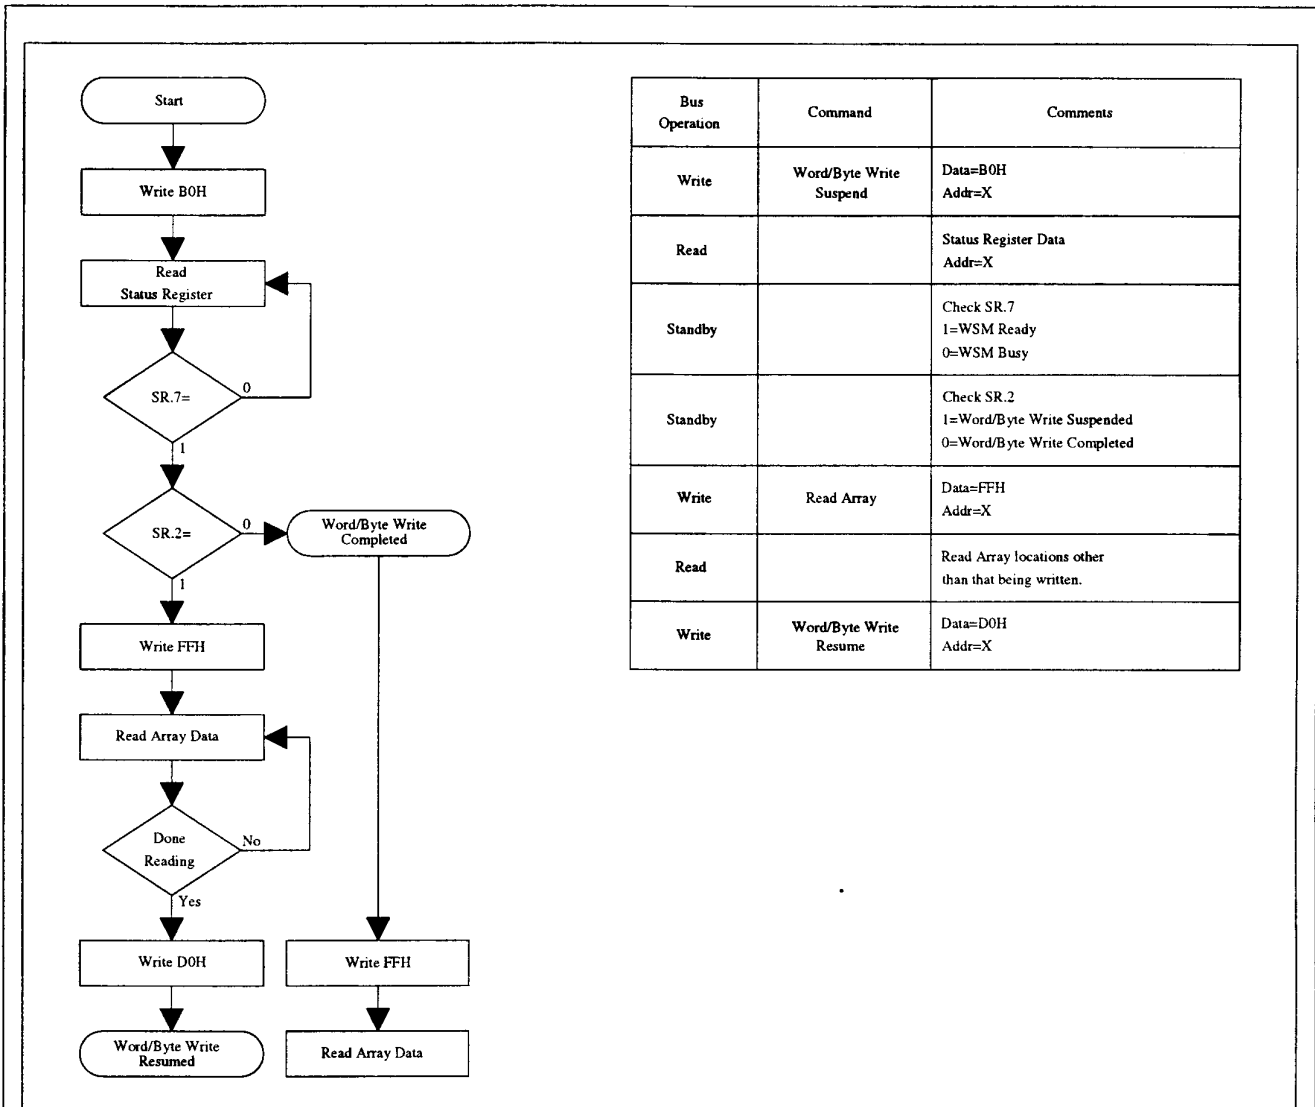 Start
Write B0H
Read
Status Register
SR.7=
0
1
SR.2=
0
Word/Byte Write
Completed
1
Write FFH
Read Array Data
Done
Reading
No
Yes
Write D0H
Write FFH
Word/Byte Write
Resumed
Read Array Data
Bus
Operation
Command
Comments
Write
Word/Byte Write
Suspend
Data=B0H
Addr=X
Read
Status Register Data
Addr=X
Standby
Check SR.7
1=WSM Ready
0=WSM Busy
Standby
Check SR.2
1=Word/Byte Write Suspended
0=Word/Byte Write Completed
Write
Read Array
Data=FFH
Addr=X
Read
Read Array locations other
than that being written.
Write
Word/Byte Write
Resume
Data=D0H
Addr=X